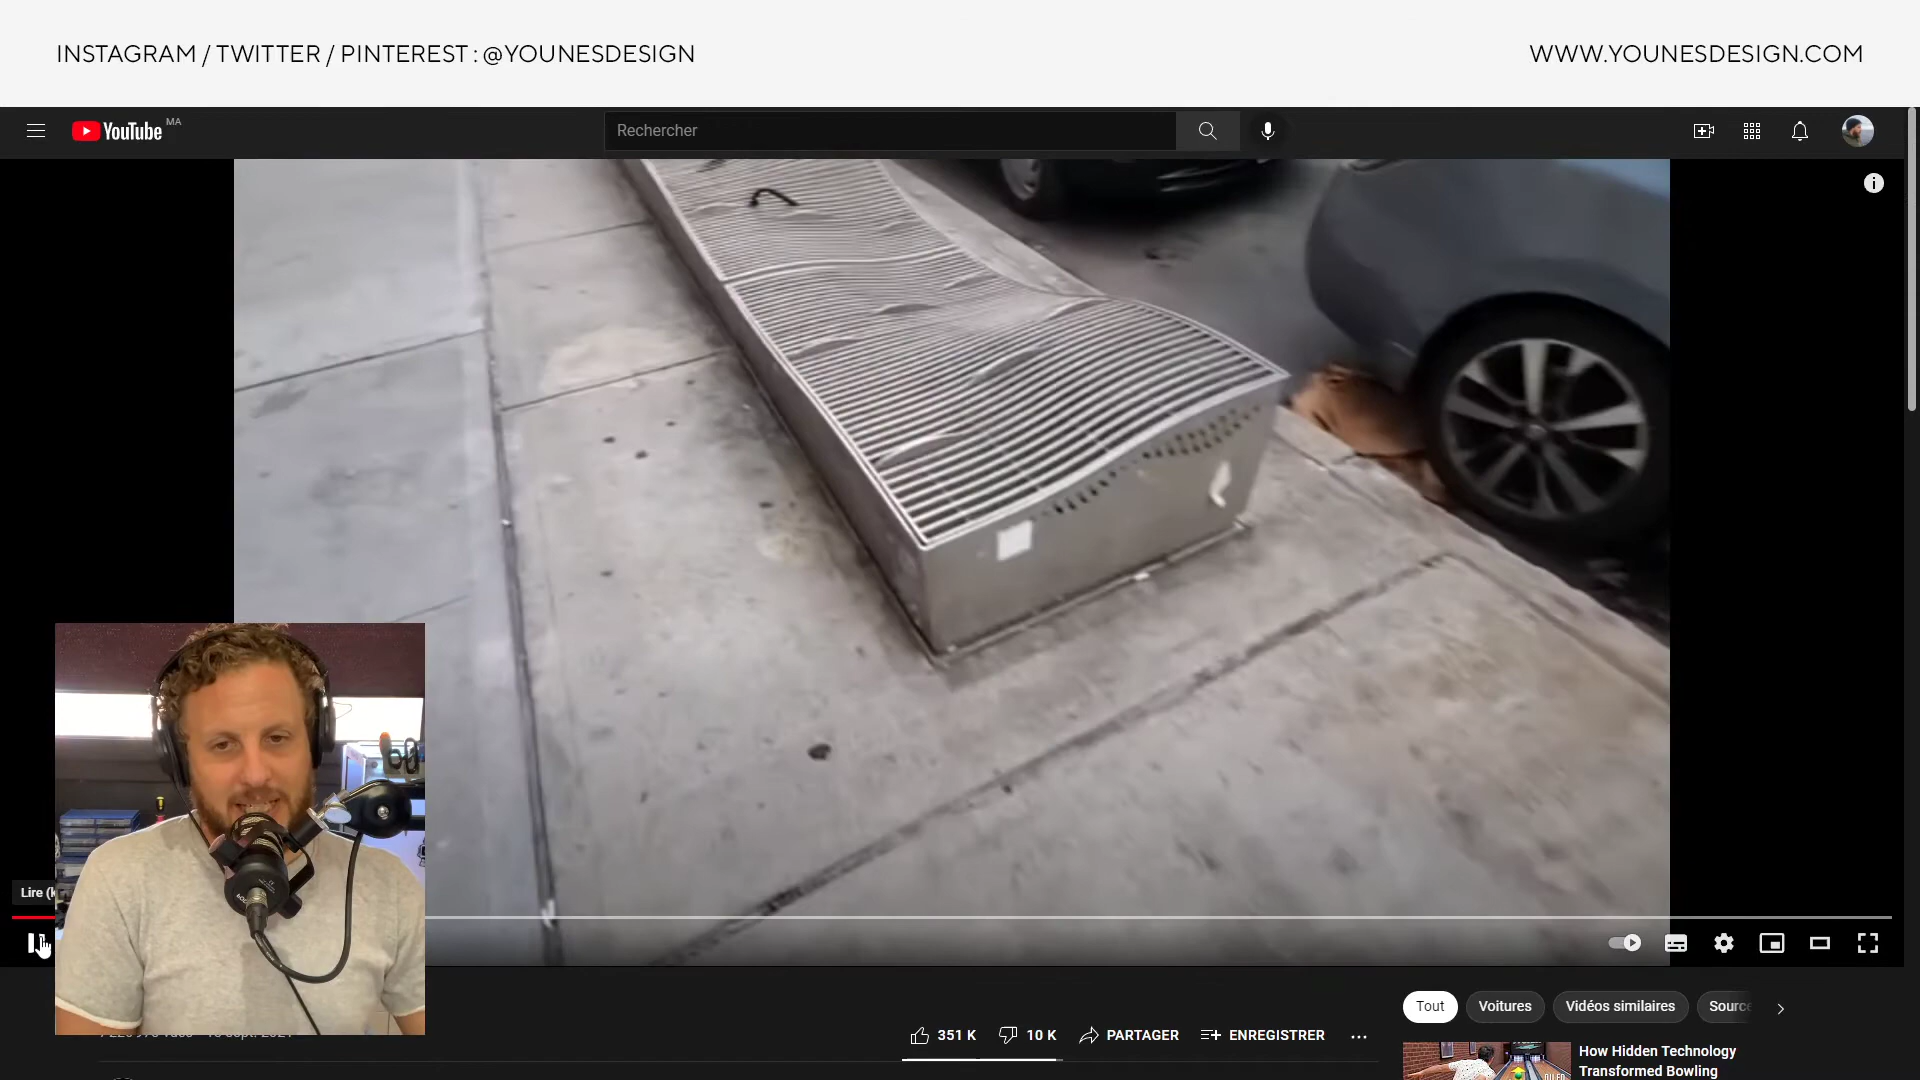 INSTAGRAM / TWITTER / PINTEREST : @YOUNESDESIGN
WWW.YOUNESDESIGN.COM
YouTube MA
Rechercher
Lire (k
351 K
10 K
PARTAGER
ENREGISTRER
Tout
Voitures
Vidéos similaires
Source
How Hidden Technology
Transformed Bowling